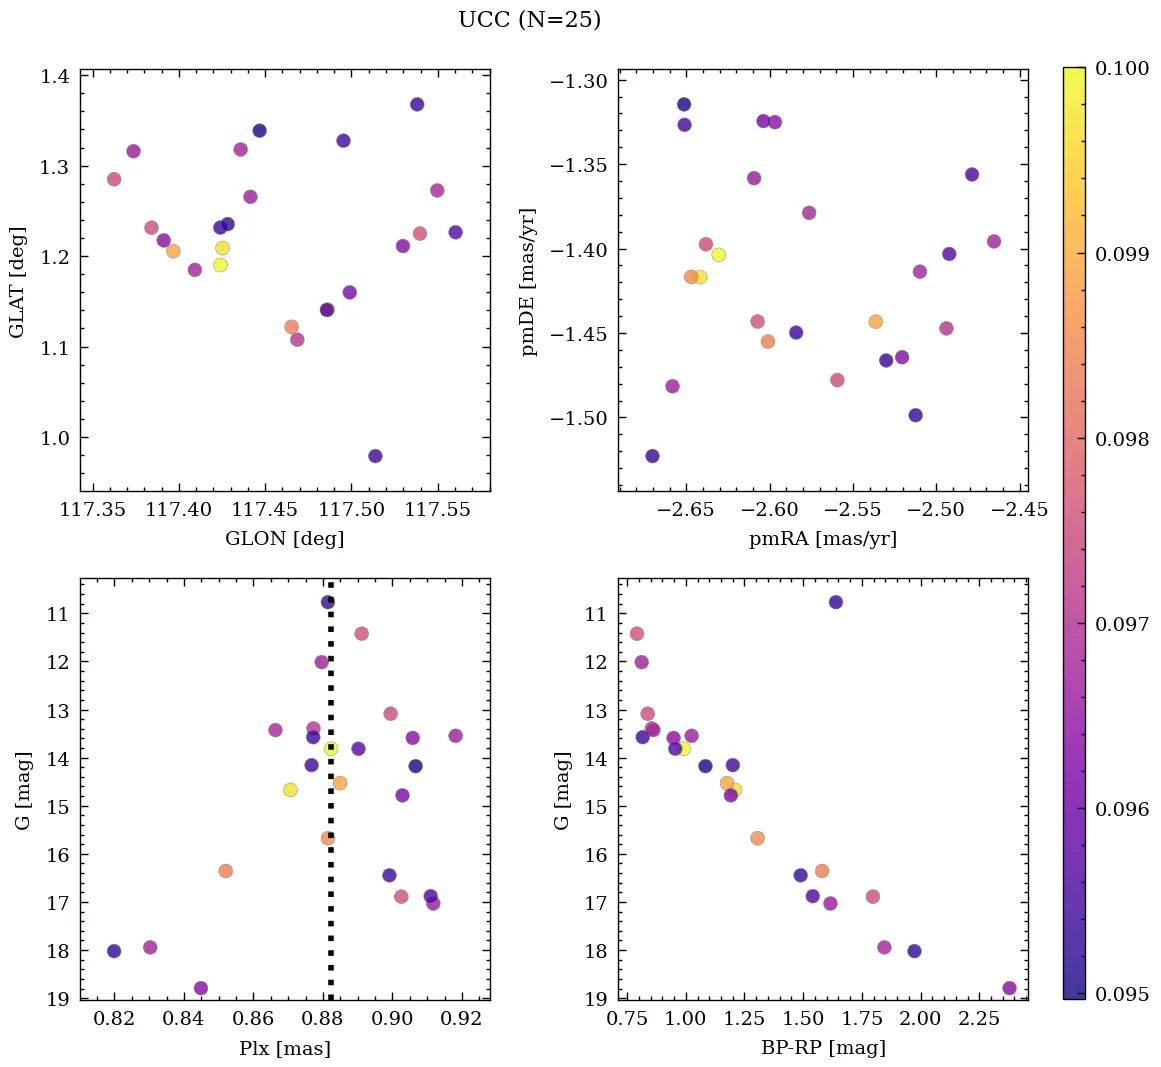 UCC (N=25)
1.4
1.3
1.2
1.1
1.0
GLAT [deg]
117.35 117.40 117.45 117.50 117.55
GLON [deg]
−1.30
−1.35
−1.40
−1.45
−1.50
pmDE [mas/yr]
−2.65 −2.60 −2.55 −2.50 −2.45
pmRA [mas/yr]
11
12
13
14
15
16
17
18
19
G [mag]
0.82 0.84 0.86 0.88 0.90 0.92
Plx [mas]
11
12
13
14
15
16
17
18
19
G [mag]
0.75 1.00 1.25 1.50 1.75 2.00 2.25
BP-RP [mag]
0.100
0.099
0.098
0.097
0.096
0.095